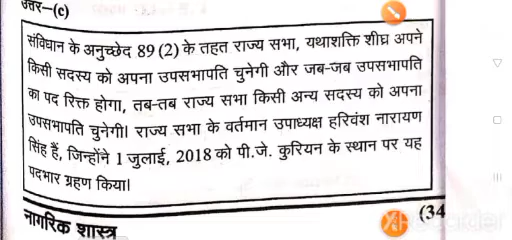 उत्तर–(c)
संविधान के अनुच्छेद 89 (2) के तहत राज्य सभा, यथाशक्ति शीघ्र अपने
किसी सदस्य को अपना उपसभापति चुनेगी और जब-जब उपसभापति
का पद रिक्त होगा, तब-तब राज्य सभा किसी अन्य सदस्य को अपना
उपसभापति चुनेगी। राज्य सभा के वर्तमान उपाध्यक्ष हरिवंश नारायण
सिंह हैं, जिन्होंने 1 जुलाई, 2018 को पी.जे. कुरियन के स्थान पर यह
पदभार ग्रहण किया।
नागरिक शास्त्र
(34